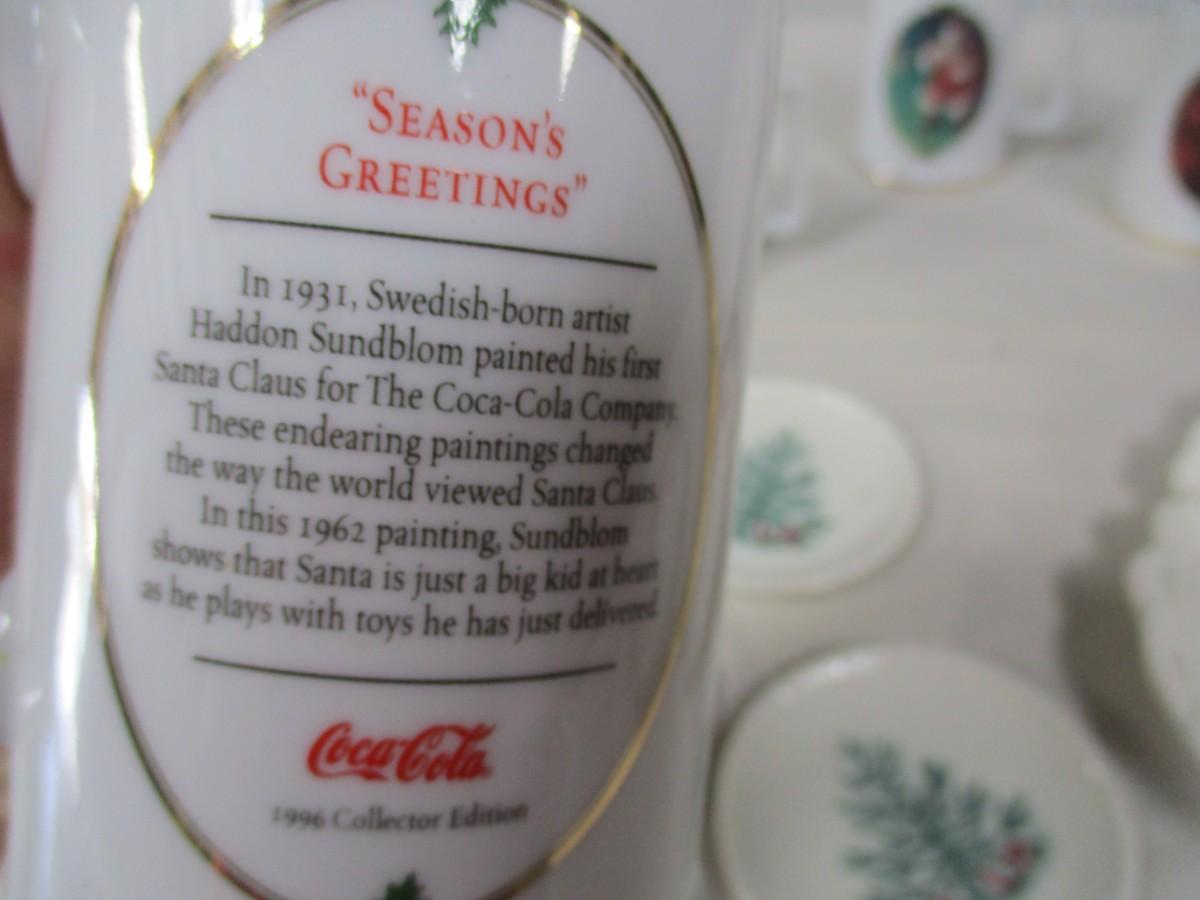 "SEASON'S
GREETINGS"
In 1931, Swedish-born artist
Haddon Sundblom painted his first
Santa Claus for The Coca-Cola Company.
These endearing paintings changed
the way the world viewed Santa Claus.
In this 1962 painting, Sundblom
shows that Santa is just a big kid at heart
as he plays with toys he has just delivered.
Coca-Cola
1996 Collector Edition